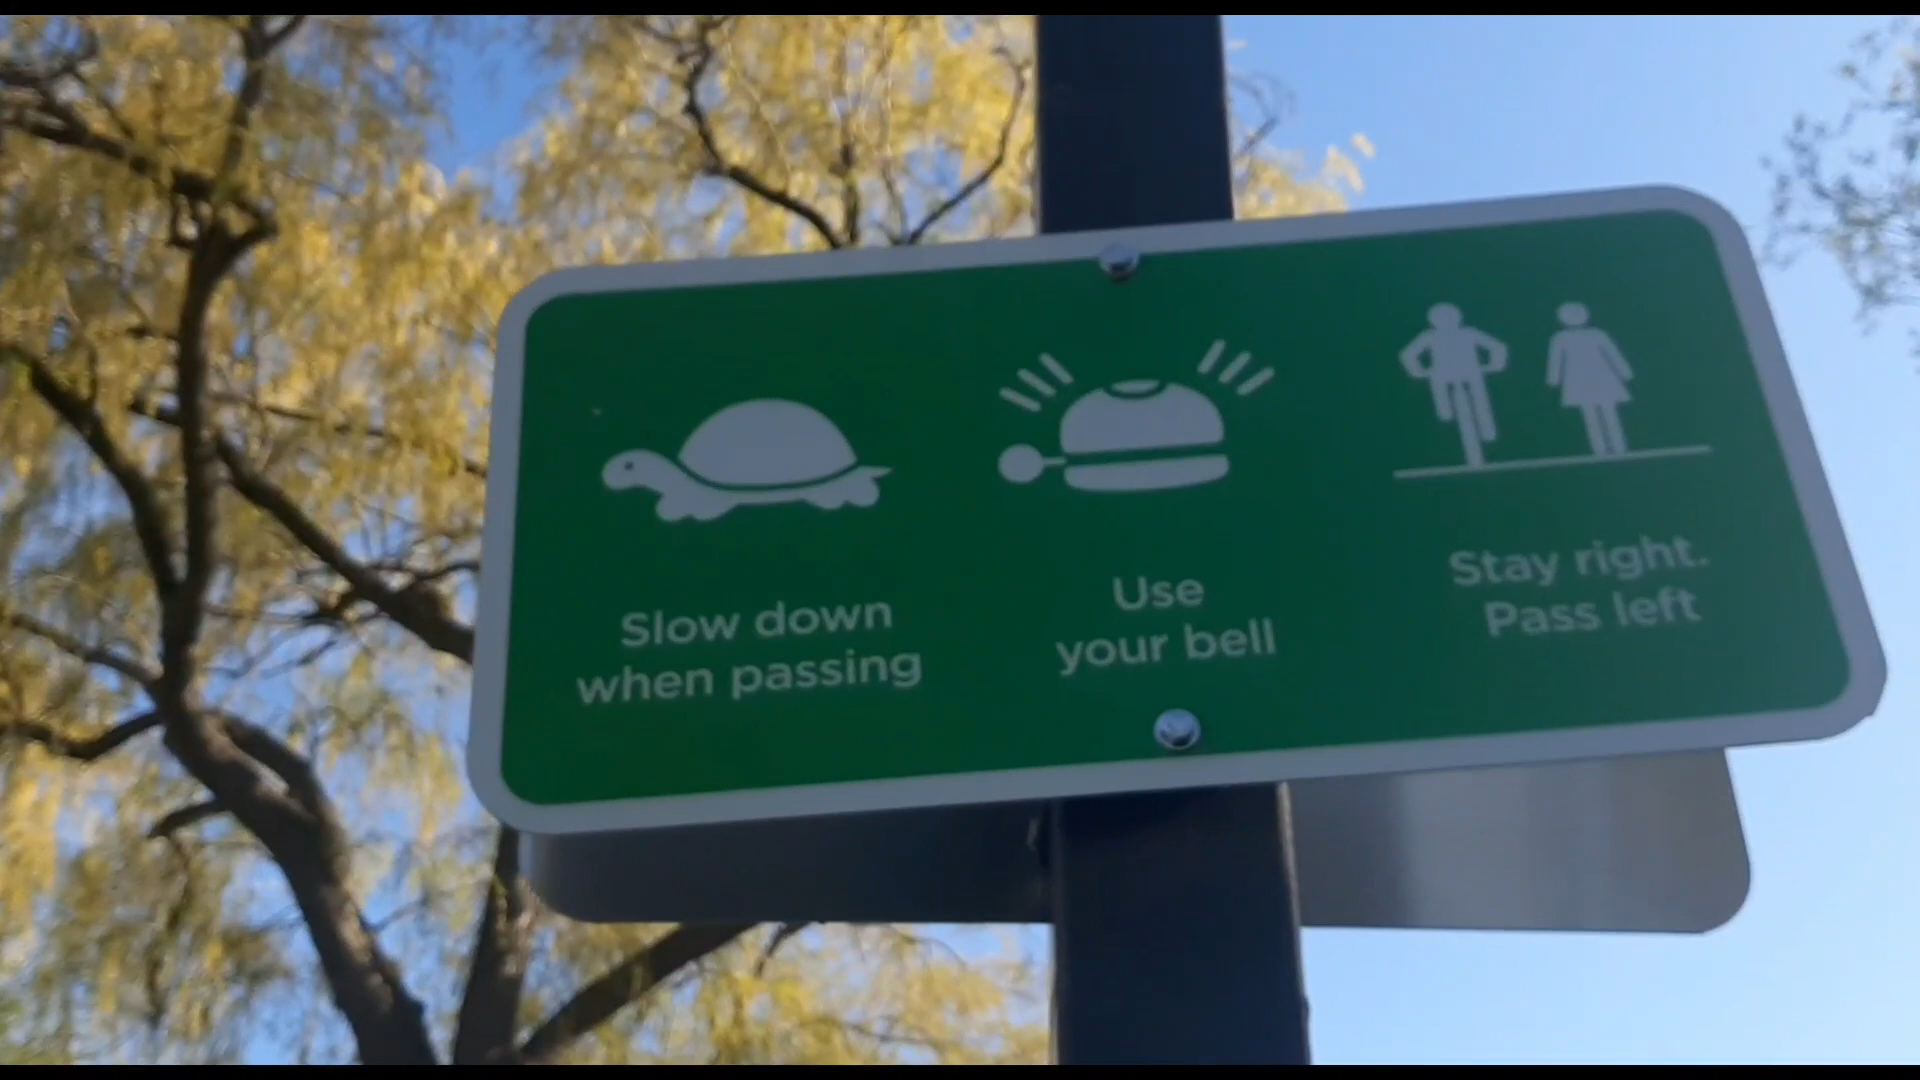 Slow down
when passing
Use
your bell
Stay right.
Pass left